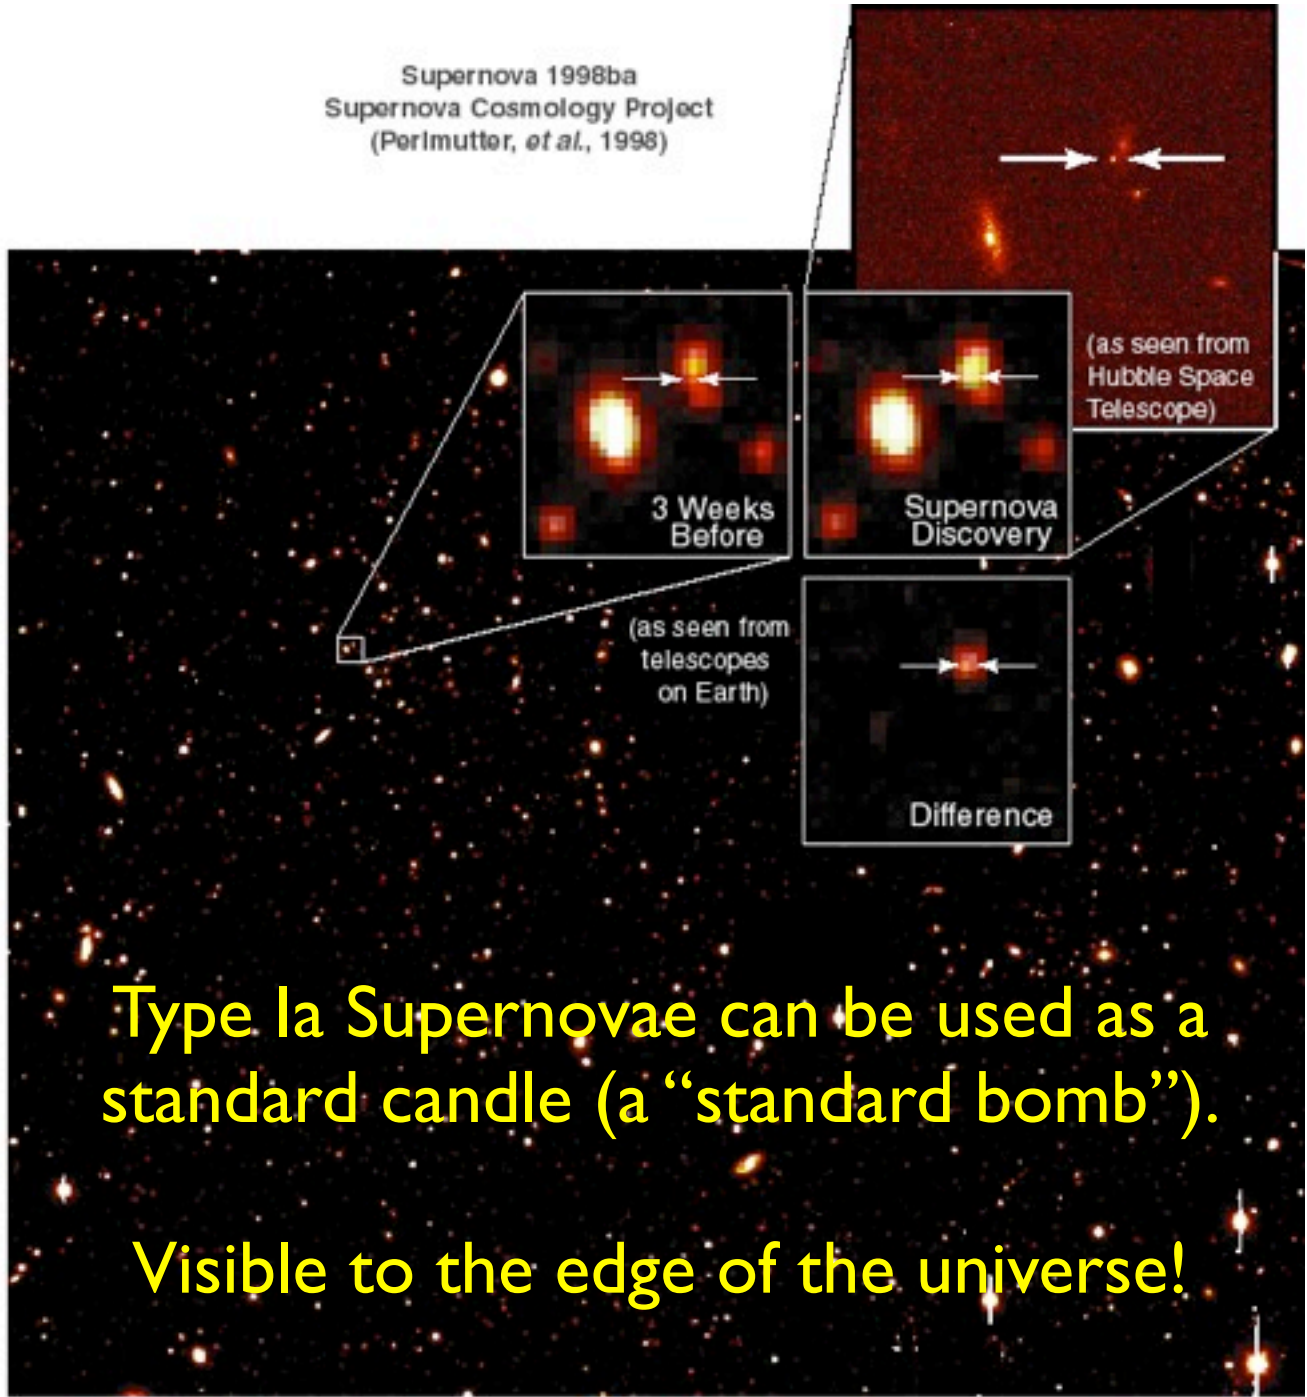 Supernova 1998ba
Supernova Cosmology Project
(Perlmutter, et al., 1998)
(as seen from
Hubble Space
Telescope)
3 Weeks
Before
Supernova
Discovery
(as seen from
telescopes
on Earth)
Difference
Type Ia Supernovae can be used as a
standard candle (a “standard bomb”).
Visible to the edge of the universe!